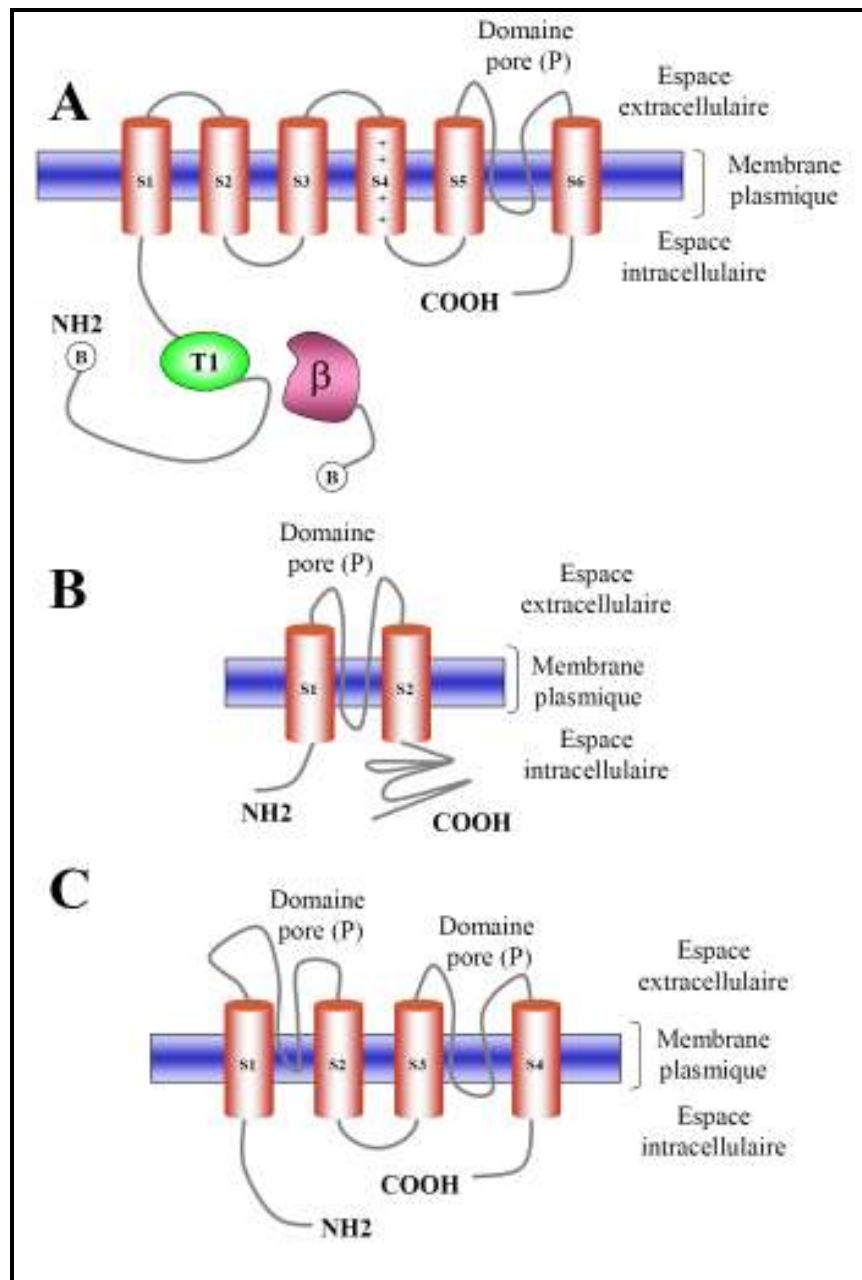 Domaine
pore (P)
A
Espace
extracellulaire
S1
S2
S3
S4
S5
S6
+
+
+
+
Membrane
plasmique
Espace
intracellulaire
COOH
NH2
B
T1
β
B
Domaine
pore (P)
B
Espace
extracellulaire
S1
S2
Membrane
plasmique
Espace
intracellulaire
NH2
COOH
C
Domaine
pore (P)
Domaine
pore (P)
Espace
extracellulaire
S1
S2
S3
S4
Membrane
plasmique
Espace
intracellulaire
COOH
NH2